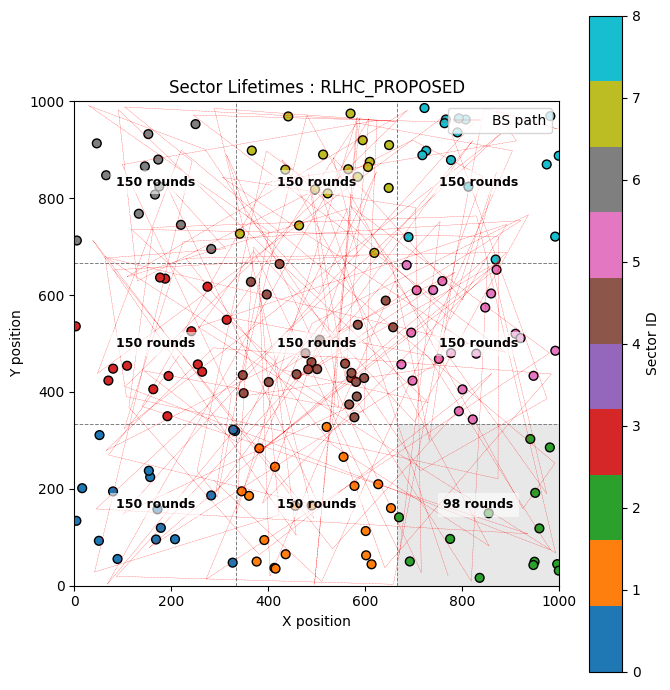 Sector Lifetimes : RLHC_PROPOSED
BS path
150 rounds 150 rounds 150 rounds
150 rounds 150 rounds 150 rounds
150 rounds 150 rounds 98 rounds
1000
800
600
400
200
0
Y position
0 200 400 600 800 1000
X position
8
7
6
5
4
3
2
1
0
Sector ID